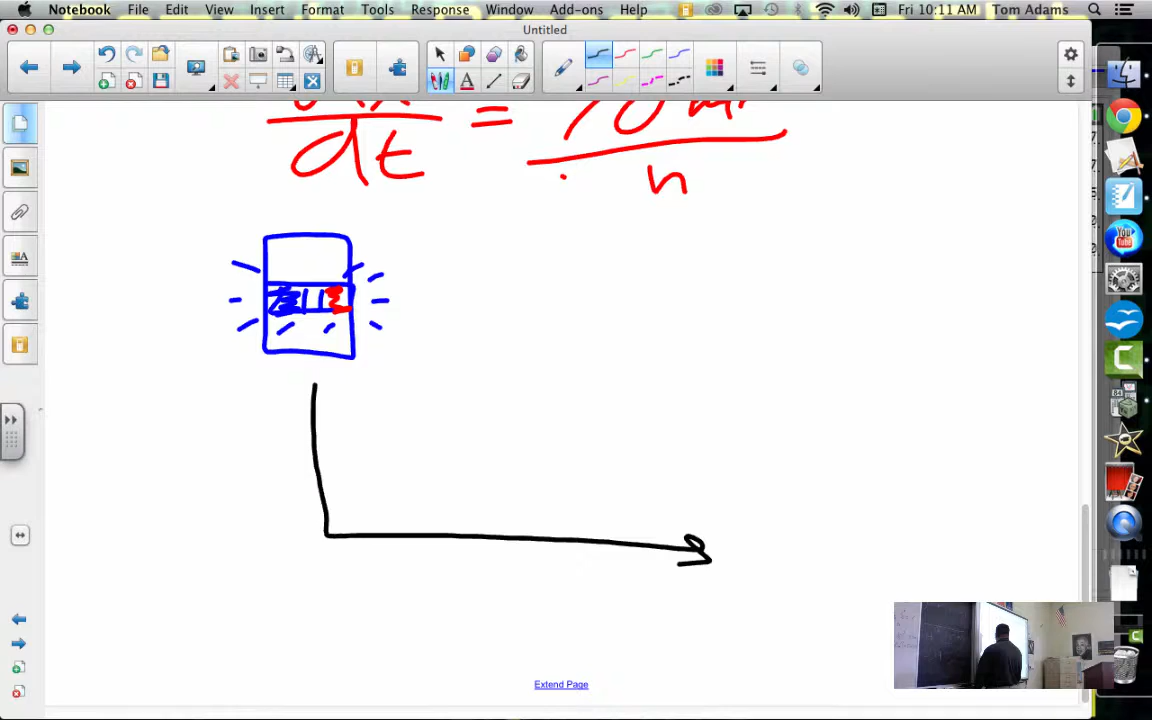 Notebook File Edit View Insert Format Tools Response Window Add-ons Help Fri 10:11 AM Tom Adams
Untitled
dt = 70
h
Extend Page